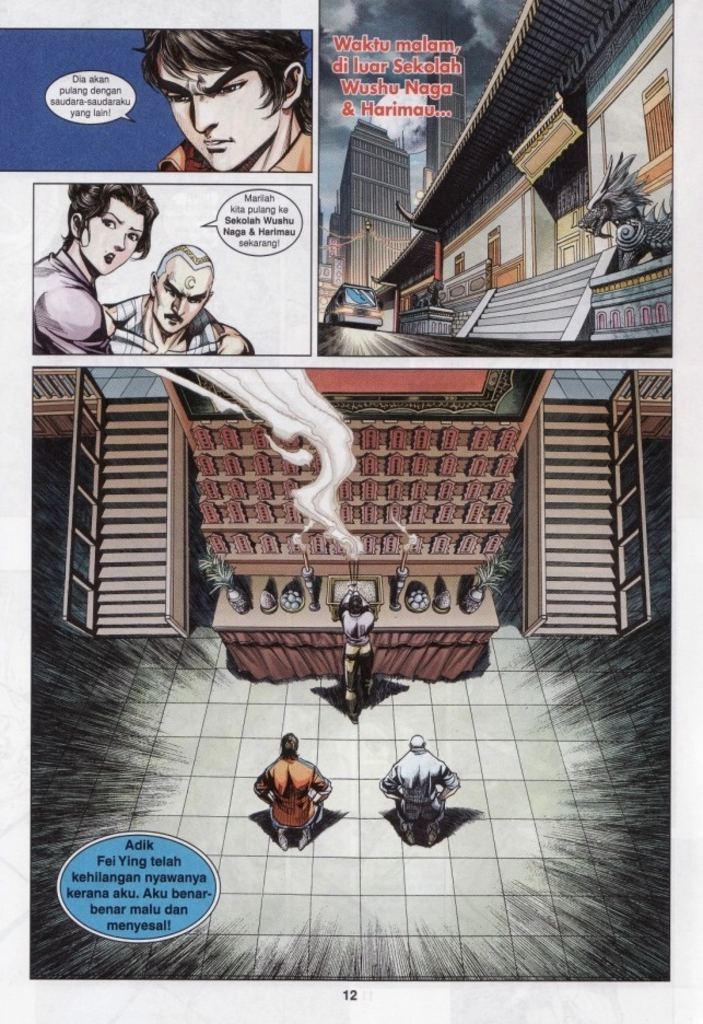 Dia akan
pulang dengan
saudara-saudaraku
yang lain!
Waktu malam,
di luar Sekolah
Wushu Naga
& Harimau...
Marilah
kita pulang ke
Sekolah Wushu
Naga & Harimau
sekarang!
Adik
Fei Ying telah
kehilangan nyawanya
kerana aku. Aku benar-
benar malu dan
menyesal!
12